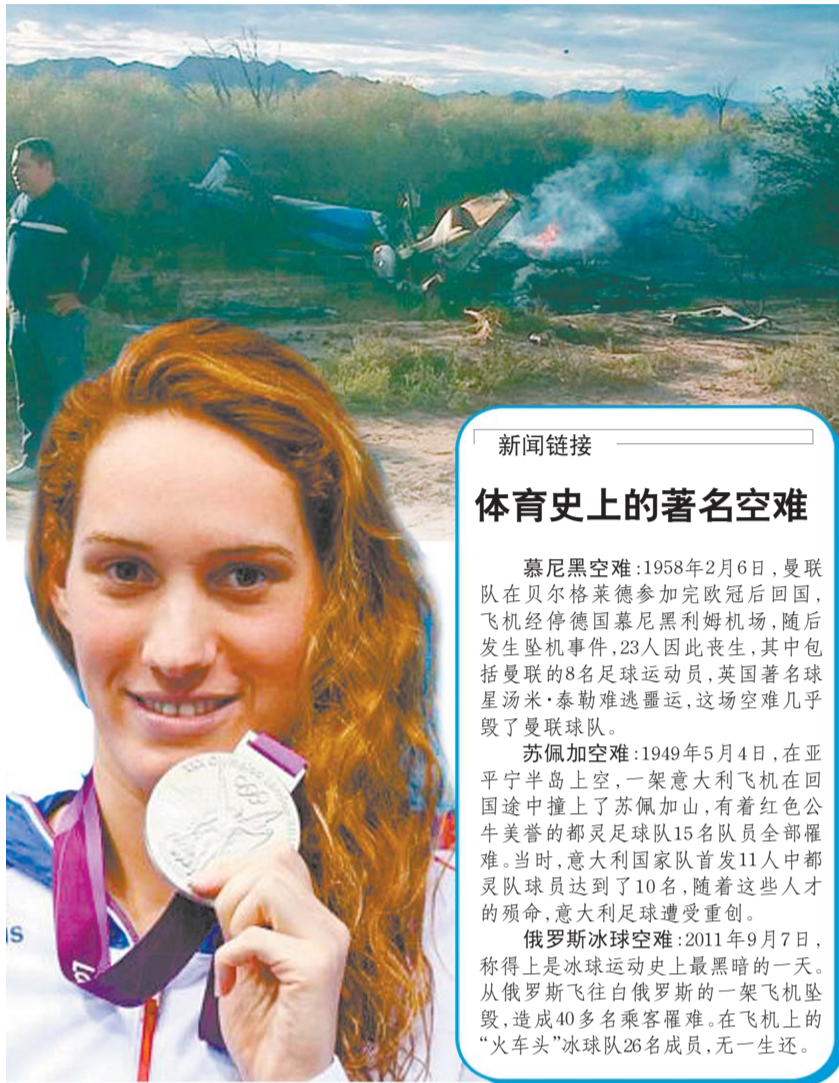 新闻链接
体育史上的著名空难
慕尼黑空难:1958年2月6日,曼联
队在贝尔格莱德参加完欧冠后回国,
飞机经停德国慕尼黑利姆机场,随后
发生坠机事件,23人因此丧生,其中包
括曼联的8名足球运动员,英国著名球
星汤米·泰勒难逃噩运,这场空难几乎
毁了曼联球队。
苏佩加空难:1949年5月4日,在亚
平宁半岛上空,一架意大利飞机在回
国途中撞上了苏佩加山,有着红色公
牛美誉的都灵足球队15名队员全部罹
难。当时,意大利国家队首发11人中都
灵队球员达到了10名,随着这些人才
的殒命,意大利足球遭受重创。
俄罗斯冰球空难:2011年9月7日,
称得上是冰球运动史上最黑暗的一天。
从俄罗斯飞往白俄罗斯的一架飞机坠
毁,造成40多名乘客罹难。在飞机上的
“火车头”冰球队26名成员,无一生还。